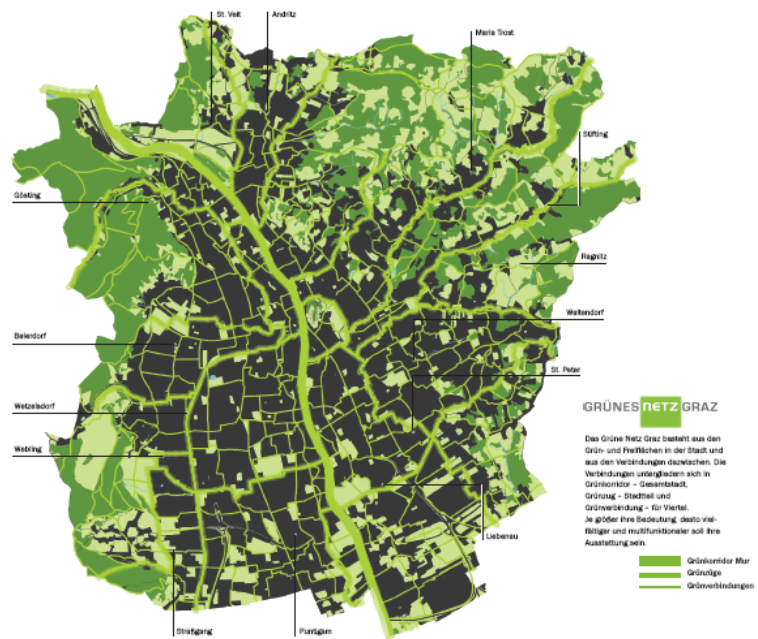 St. Veit
Andritz
Maria Trost
Stifting
Gösting
Ragnitz
Waltendorf
Baierdorf
St. Peter
Wetzelsdorf
GRÜNES NETZ GRAZ
Webling
Das Grüne Netz Graz besteht aus den
Grün- und Freiflächen in der Stadt und
aus den Verbindungen dazwischen. Die
Verbindungen untergliedern sich in
Grünkorridor – Gesamtstadt,
Grünzug – Stadtteil und
Grünverbindung – für Viertel.
Je größer ihre Bedeutung, desto viel-
fältiger und multifunktionaler soll ihre
Ausstattung sein.
Liebenau
Grünkorridor Mur
Grünzüge
Grünverbindungen
Straßgang
Puntigam